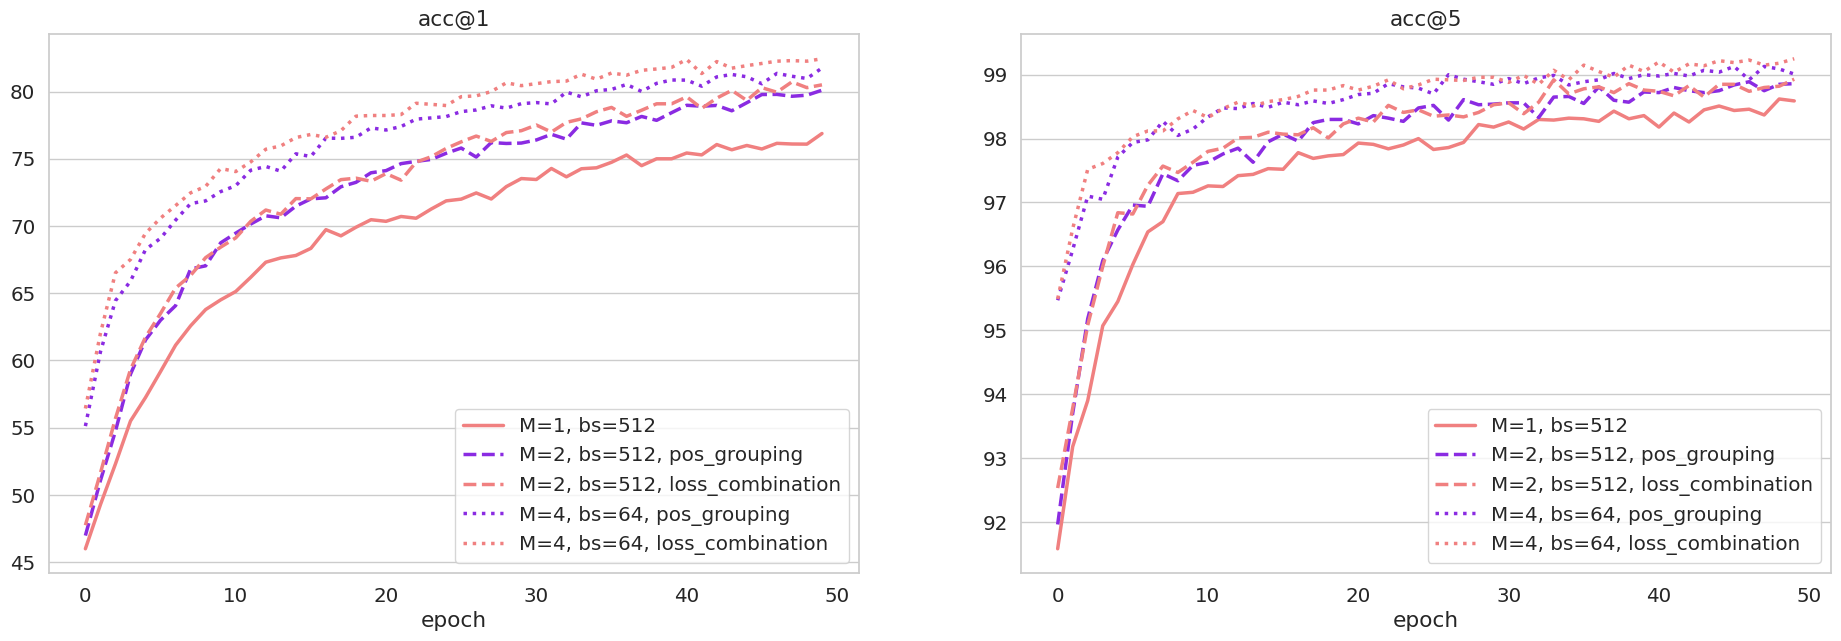 acc@1
80
75
70
65
60
55
50
45
0 10 20 30 40 50
epoch
M=1, bs=512
M=2, bs=512, pos_grouping
M=2, bs=512, loss_combination
M=4, bs=64, pos_grouping
M=4, bs=64, loss_combination
acc@5
99
98
97
96
95
94
93
92
0 10 20 30 40 50
epoch
M=1, bs=512
M=2, bs=512, pos_grouping
M=2, bs=512, loss_combination
M=4, bs=64, pos_grouping
M=4, bs=64, loss_combination